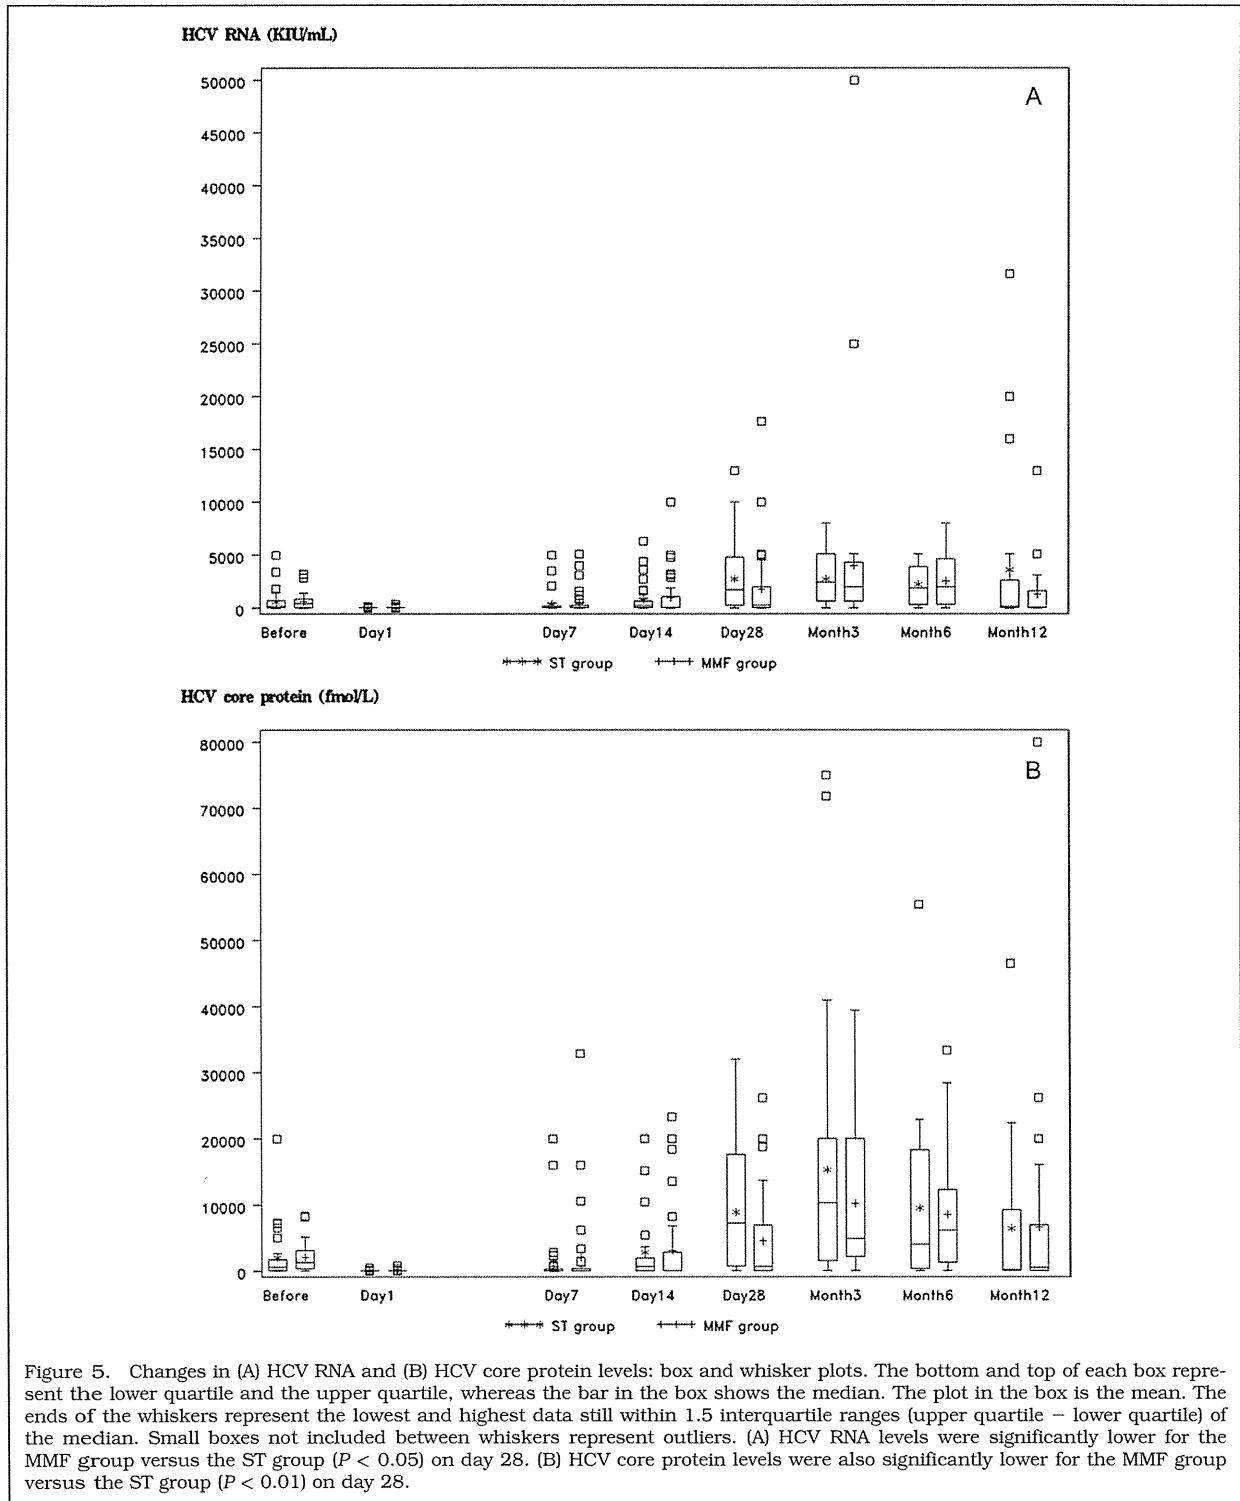 HCV RNA (KIU/mL)
A
50000
45000
40000
35000
30000
25000
20000
15000
10000
5000
0
Before Day1 Day7 Day14 Day28 Month3 Month6 Month12
ST group MMF group
HCV core protein (fmol/L)
B
80000
70000
60000
50000
40000
30000
20000
10000
0
Before Day1 Day7 Day14 Day28 Month3 Month6 Month12
ST group MMF group
Figure 5. Changes in (A) HCV RNA and (B) HCV core protein levels: box and whisker plots. The bottom and top of each box repre-
sent the lower quartile and the upper quartile, whereas the bar in the box shows the median. The plot in the box is the mean. The
ends of the whiskers represent the lowest and highest data still within 1.5 interquartile ranges (upper quartile − lower quartile) of
the median. Small boxes not included between whiskers represent outliers. (A) HCV RNA levels were significantly lower for the
MMF group versus the ST group (P < 0.05) on day 28. (B) HCV core protein levels were also significantly lower for the MMF group
versus the ST group (P < 0.01) on day 28.